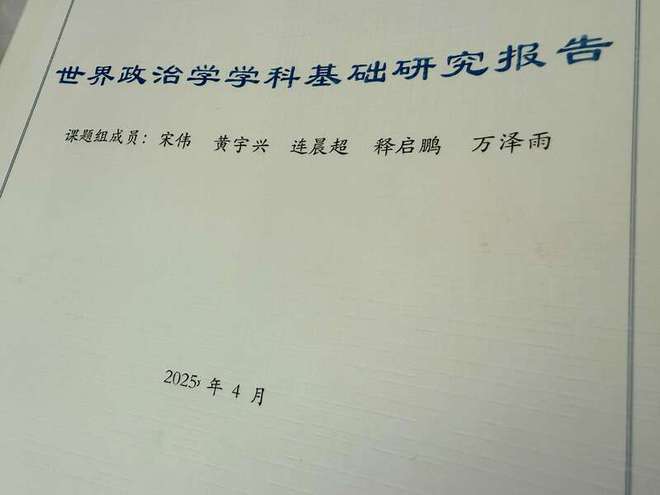 世界政治学学科基础研究报告
课题组成员：宋伟 黄宇兴 连晨超 释启鹏 万泽雨
2025年4月